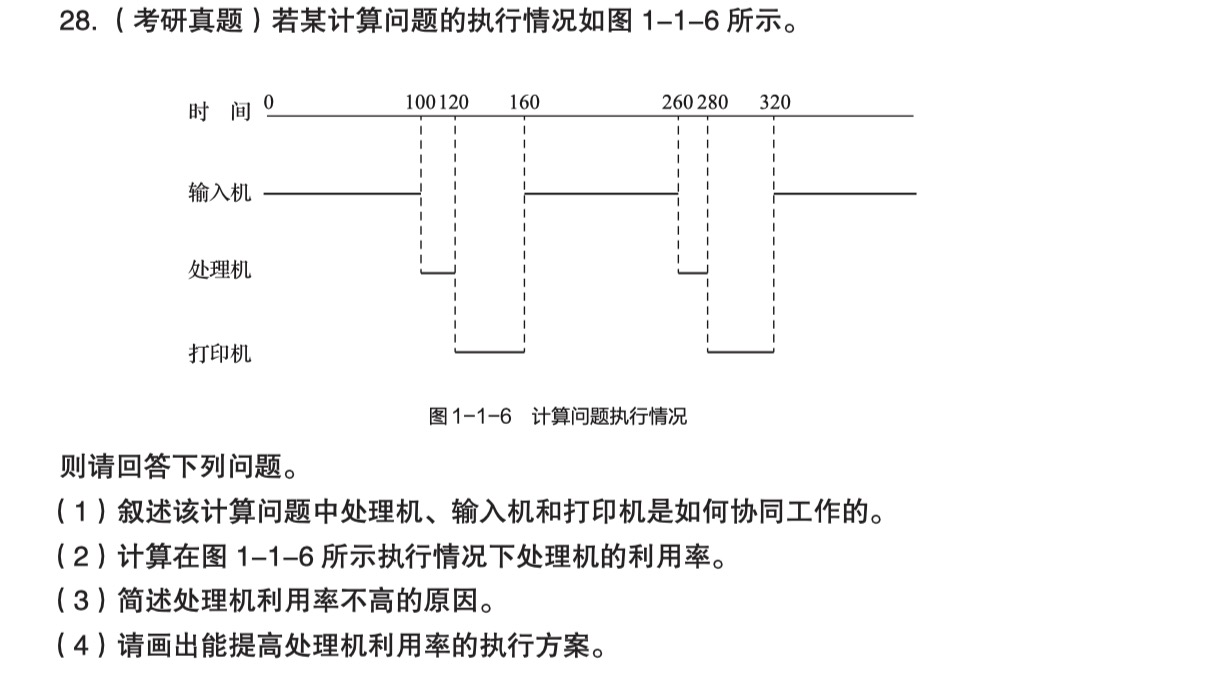 28.（考研真题）若某计算问题的执行情况如图 1–1–6 所示。
时 间 0 100 120 160 260 280 320
输入机
处理机
打印机
图 1–1–6 计算问题执行情况
则请回答下列问题。
（1）叙述该计算问题中处理机、输入机和打印机是如何协同工作的。
（2）计算在图 1–1–6 所示执行情况下处理机的利用率。
（3）简述处理机利用率不高的原因。
（4）请画出能提高处理机利用率的执行方案。